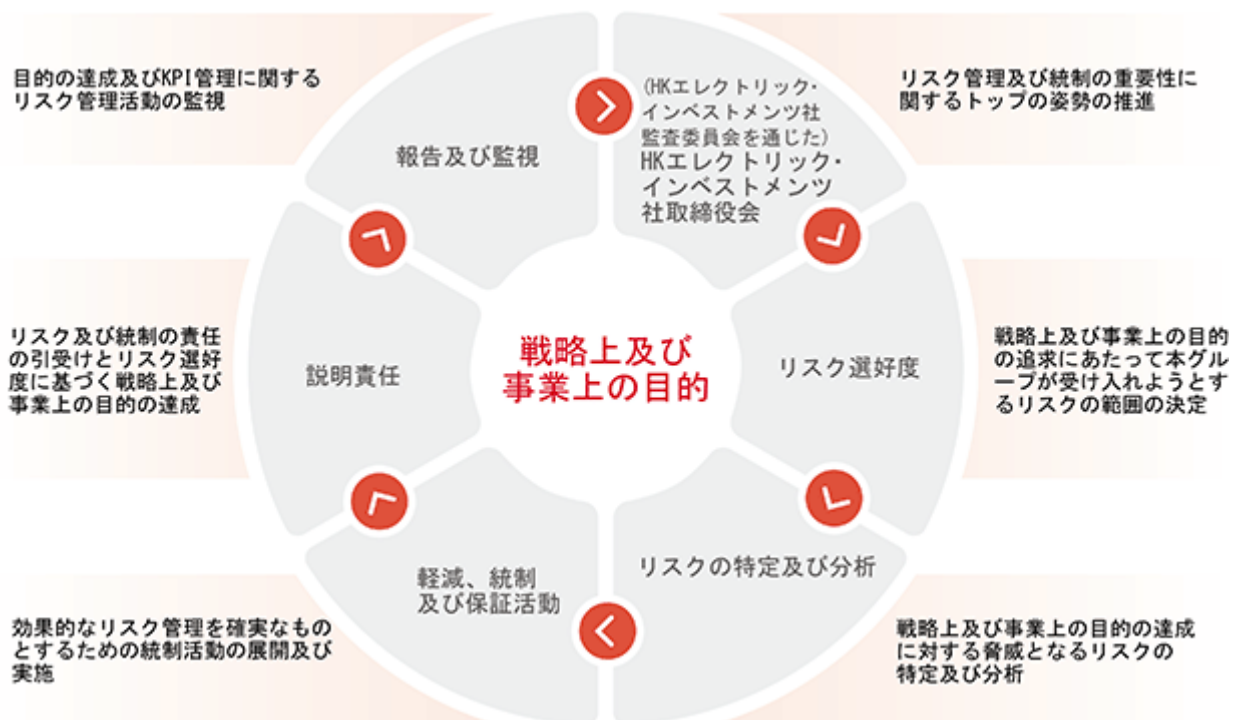 目的の達成及びKPI管理に関する
リスク管理活動の監視
報告及び監視
(HKエレクトリック・
インベストメンツ社
監査委員会を通じた)
HKエレクトリック・
インベストメンツ
社取締役会
リスク管理及び統制の重要性に
関するトップの姿勢の推進
リスク及び統制の責任
の引受けとリスク選好
度に基づく戦略上及び
事業上の目的の達成
説明責任
戦略上及び
事業上の目的
リスク選好度
戦略上及び事業上の目的
の追求にあたって本グル
ープが受け入れようとす
るリスクの範囲の決定
効果的なリスク管理を確実なもの
とするための統制活動の展開及び
実施
軽減、統制
及び保証活動
リスクの特定及び分析
戦略上及び事業上の目的の達成
に対する脅威となるリスクの
特定及び分析